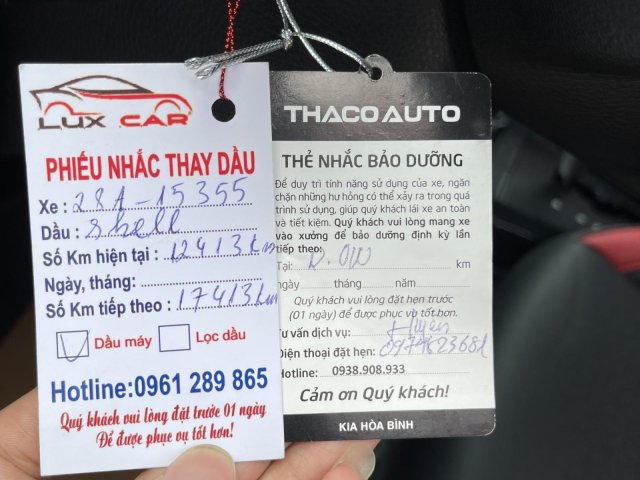 LUX CAR
PHIẾU NHẮC THAY DẦU
Xe : 28A-15355
Dầu : shell
Số Km hiện tại : 12413km
Ngày, tháng:
Số Km tiếp theo : 17413km
Dầu máy Lọc dầu
Hotline:0961 289 865
Quý khách vui lòng đặt trước 01 ngày
Để được phục vụ tốt hơn!
THACO AUTO
THẺ NHẮC BẢO DƯỠNG
Để duy trì tính năng sử dụng của xe, ngăn
chặn những hư hỏng có thể xảy ra trong quá
trình sử dụng, giúp quý khách lái xe an toàn
và tiết kiệm. Quý khách vui lòng mang xe
vào xưởng để bảo dưỡng định kỳ lần
tiếp theo:
Tại: km
ngày tháng năm
Quý khách vui lòng đặt hẹn trước
(01 ngày) để được phục vụ tốt hơn.
Tư vấn dịch vụ: Huyên
Điện thoại đặt hẹn:
Hotline: 0938.908.933
Cảm ơn Quý khách!
KIA HÒA BÌNH